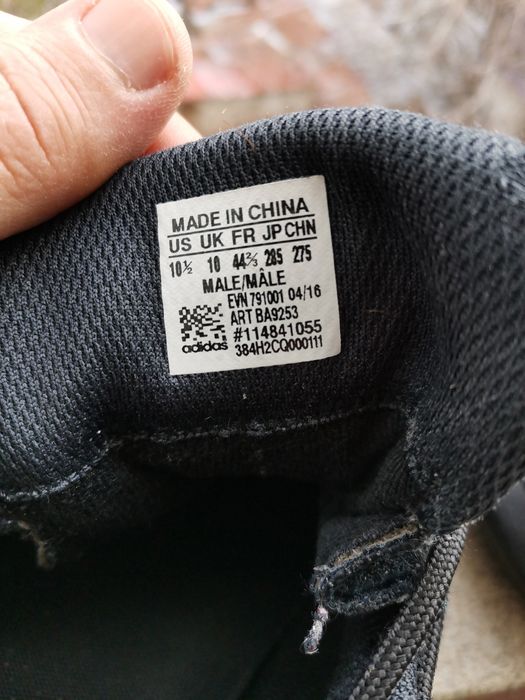 MADE IN CHINA
US UK FR JP CHN
10½ 10 44⅔ 285 275
MALE/MÂLE
EVN 791001 04/16
ART BA9253
#114841055
adidas 384H2CQ000111